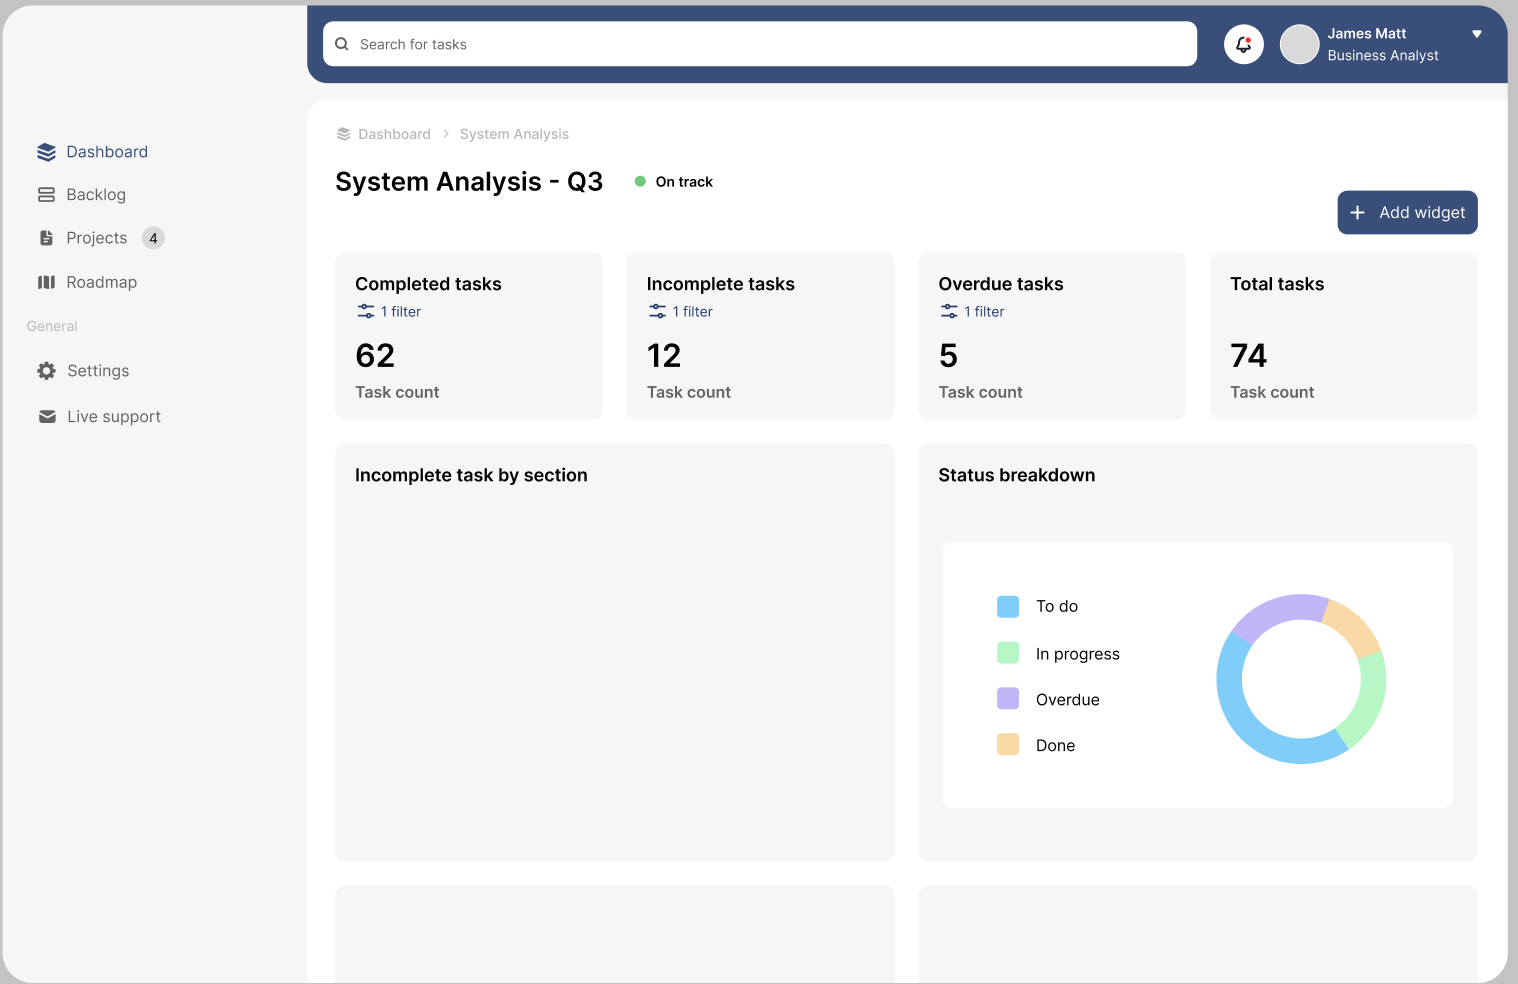 Search for tasks
James Matt
Business Analyst
Dashboard
Backlog
Projects 4
Roadmap
General
Settings
Live support
Dashboard > System Analysis
System Analysis - Q3
On track
+ Add widget
Completed tasks
1 filter
62
Task count
Incomplete tasks
1 filter
12
Task count
Overdue tasks
1 filter
5
Task count
Total tasks
74
Task count
Incomplete task by section
Status breakdown
To do
In progress
Overdue
Done